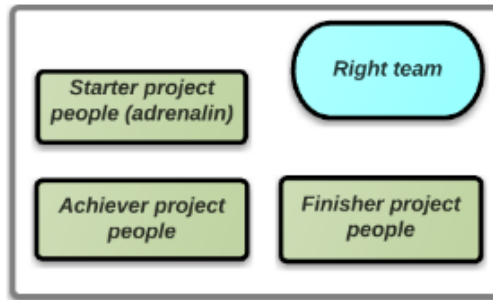 Right team
Starter project
people (adrenalin)
Achiever project
people
Finisher project
people